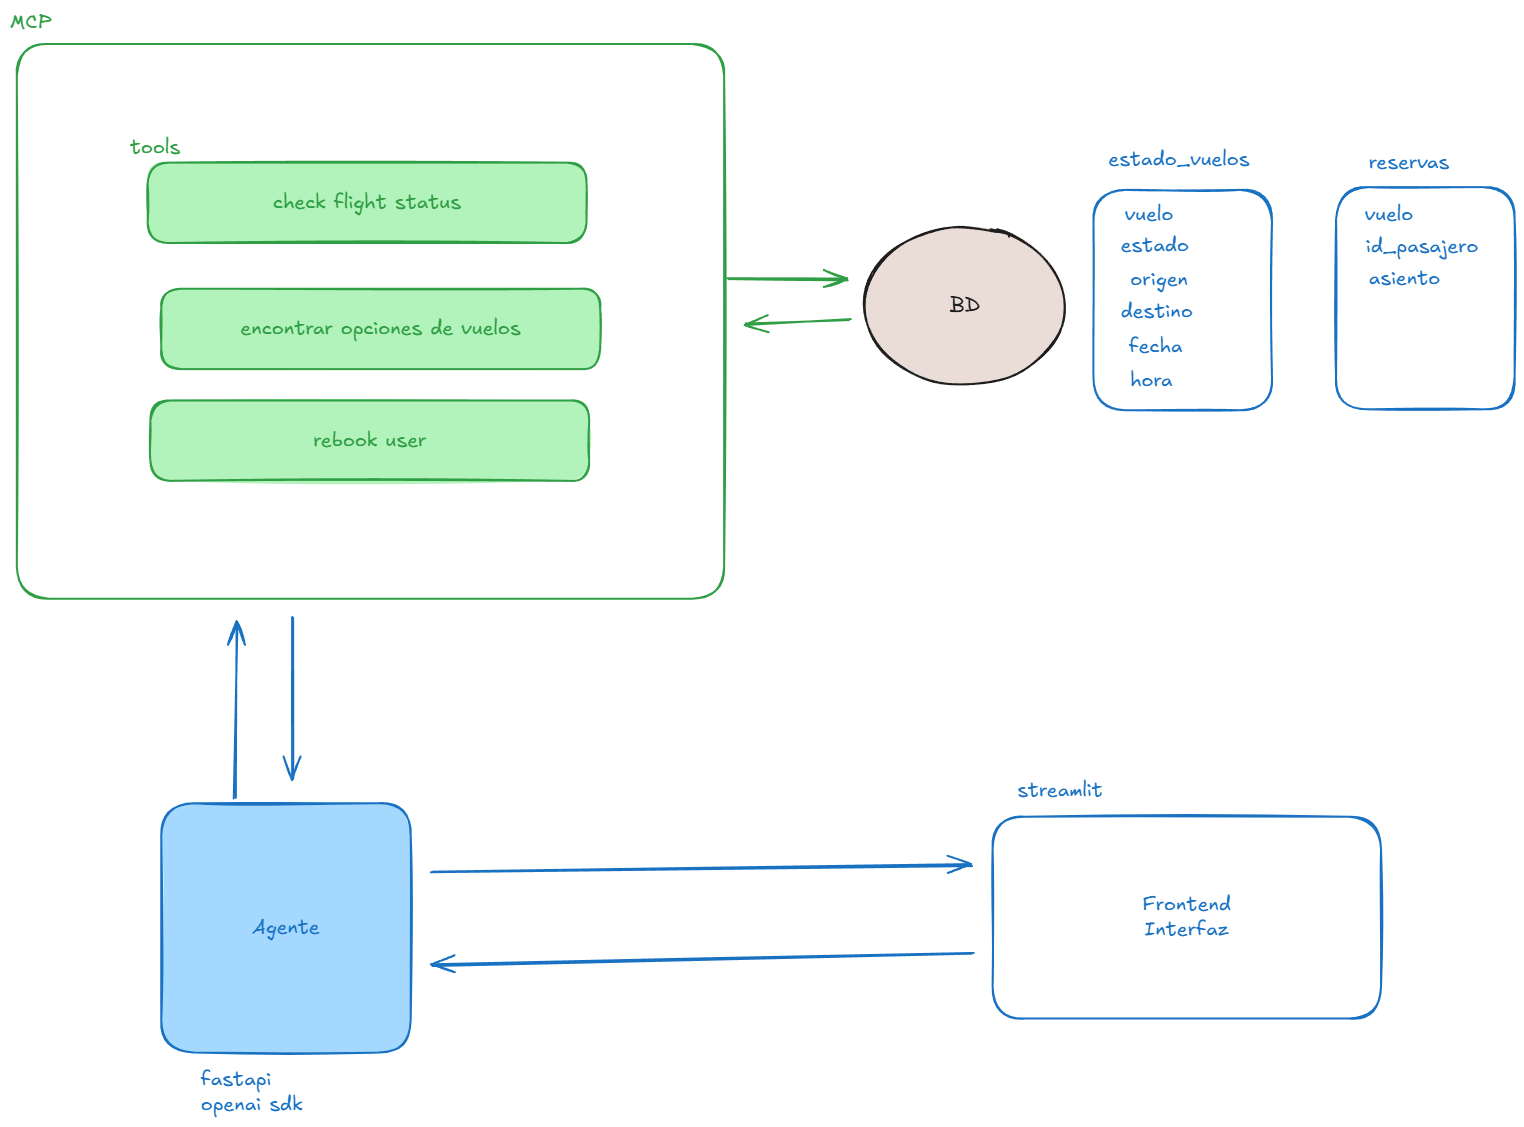 MCP
tools
check flight status
encontrar opciones de vuelos
rebook user
BD
estado_vuelos
vuelo
estado
origen
destino
fecha
hora
reservas
vuelo
id_pasajero
asiento
Agente
fastapi
openai sdk
streamlit
Frontend
Interfaz